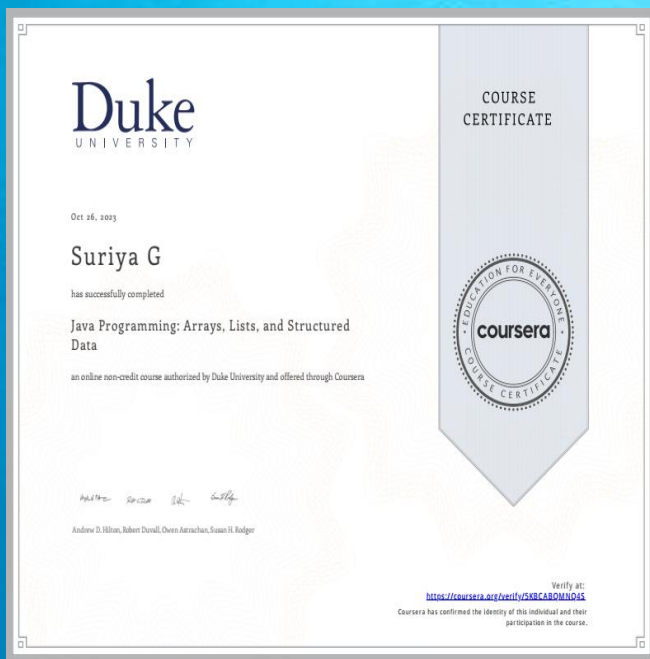 Duke
UNIVERSITY
COURSE
CERTIFICATE
Oct 26, 2023
Suriya G
has successfully completed
Java Programming: Arrays, Lists, and Structured
Data
an online non-credit course authorized by Duke University and offered through Coursera
EDUCATION FOR EVERYONE
coursera
COURSE CERTIFICATE
Andrew D. Hilton, Robert Duvall, Owen Astrachan, Susan H. Rodger
Verify at:
https://coursera.org/verify/5KBCABQMNQ4S
Coursera has confirmed the identity of this individual and their
participation in the course.